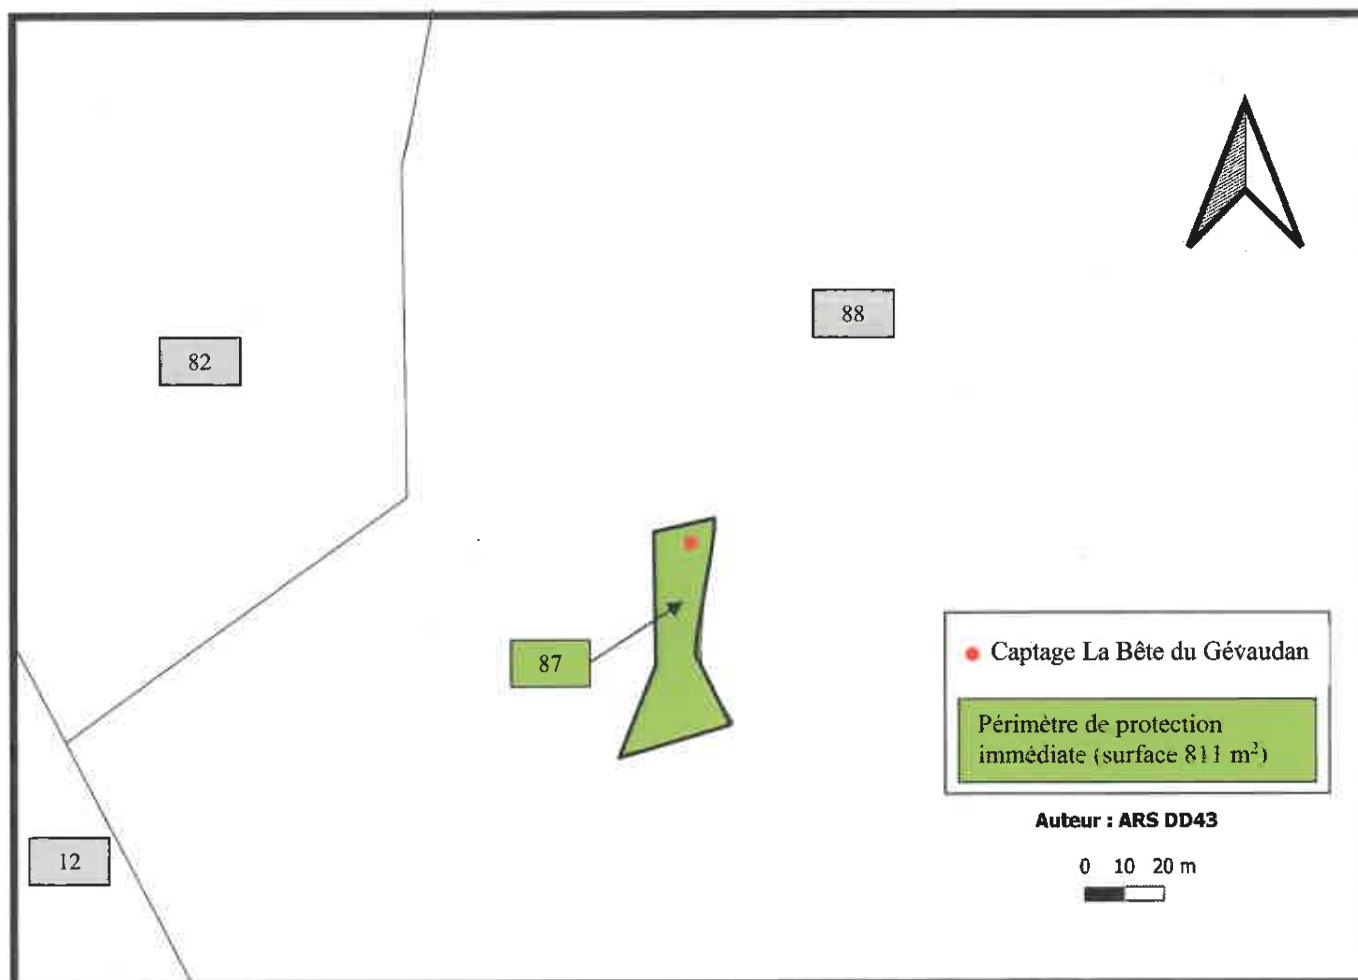 88
82
87
Captage La Bête du Gévaudan
Périmètre de protection
immédiate (surface 811 m²)
Auteur : ARS DD43
0 10 20 m
12